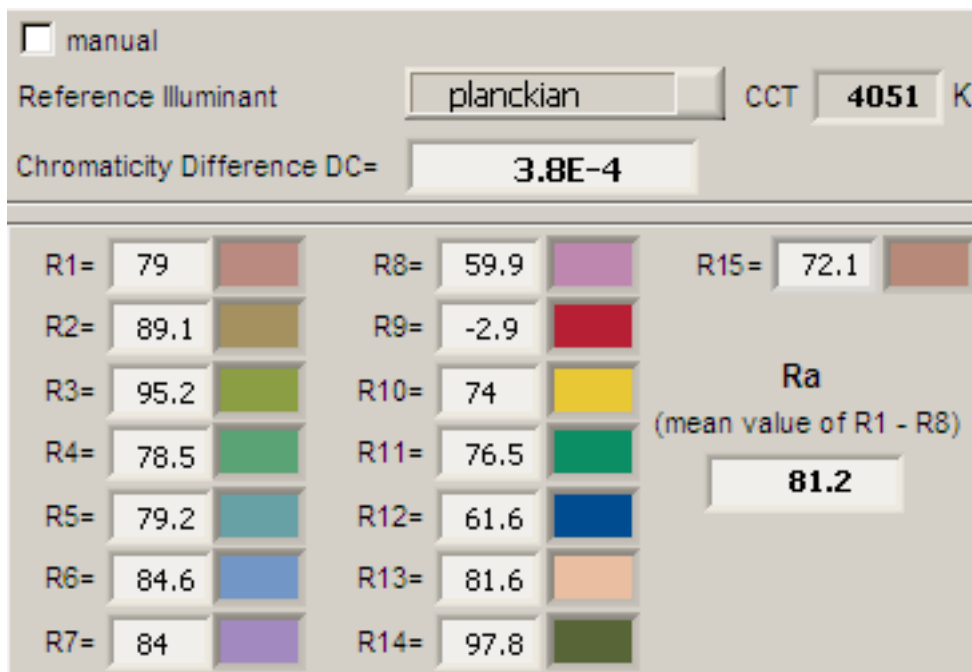 manual
Reference Illuminant planckian CCT 4051 K
Chromaticity Difference DC= 3.8E-4
R1= 79 R8= 59.9 R15= 72.1
R2= 89.1 R9= -2.9
R3= 95.2 R10= 74 Ra
(mean value of R1 - R8)
R4= 78.5 R11= 76.5 81.2
R5= 79.2 R12= 61.6
R6= 84.6 R13= 81.6
R7= 84 R14= 97.8